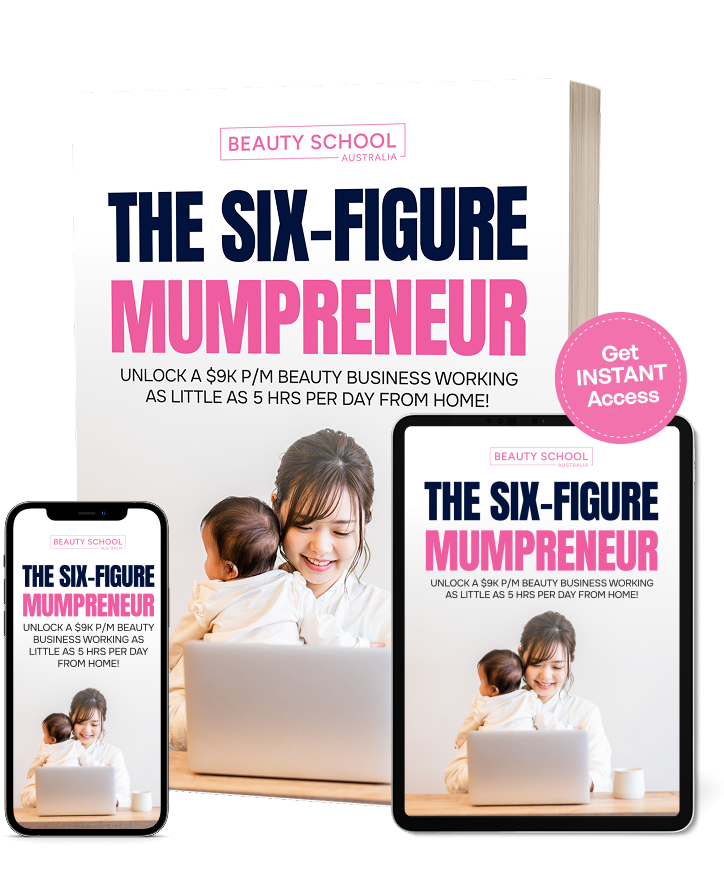 BEAUTY SCHOOL
AUSTRALIA
THE SIX-FIGURE
MUMPRENEUR
UNLOCK A $9K P/M BEAUTY BUSINESS WORKING
AS LITTLE AS 5 HRS PER DAY FROM HOME!
Get
INSTANT
Access
BEAUTY SCHOOL
AUSTRALIA
THE SIX-FIGURE
MUMPRENEUR
UNLOCK A $9K P/M BEAUTY BUSINESS WORKING
AS LITTLE AS 5 HRS PER DAY FROM HOME!
BEAUTY SCHOOL
AUSTRALIA
THE SIX-FIGURE
MUMPRENEUR
UNLOCK A $9K P/M BEAUTY
BUSINESS WORKING AS
LITTLE AS 5 HRS PER DAY
FROM HOME!